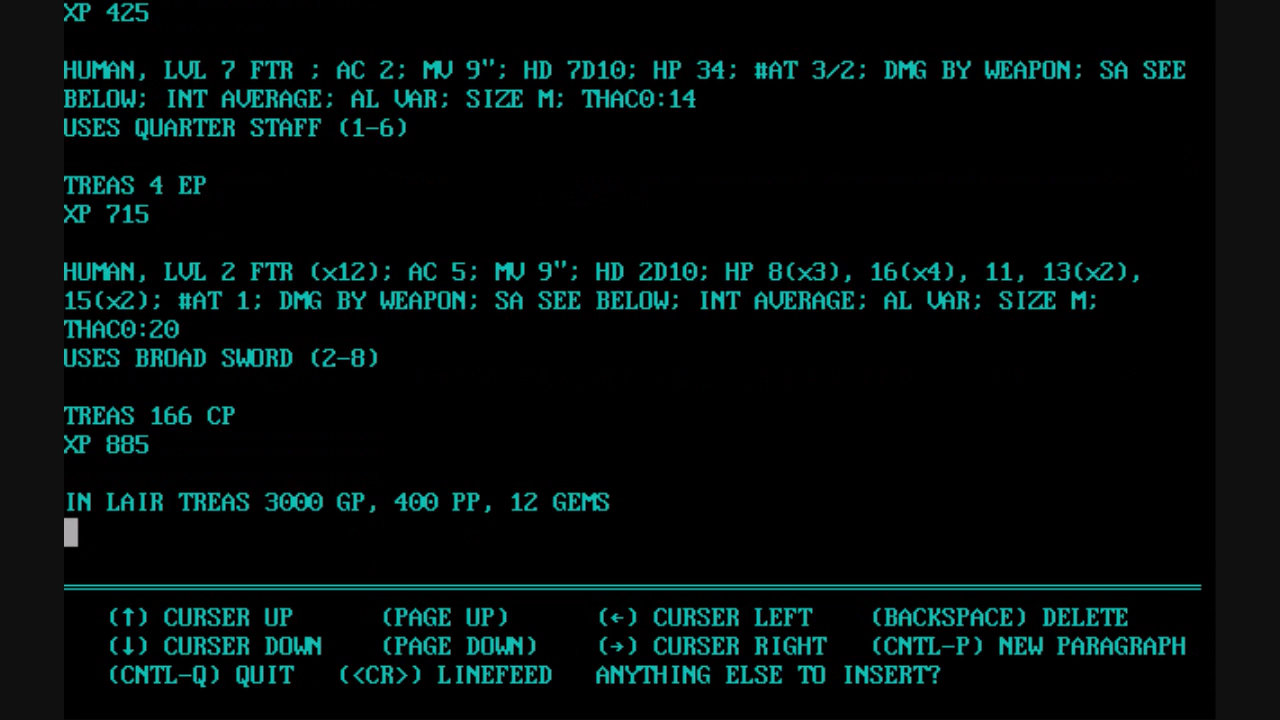 XP 425
HUMAN, LVL 7 FTR ; AC 2; MV 9"; HD 7D10; HP 34; #AT 3/2; DMG BY WEAPON; SA SEE
BELOW; INT AVERAGE; AL VAR; SIZE M; THAC0:14
USES QUARTER STAFF (1-6)
TREAS 4 EP
XP 715
HUMAN, LVL 2 FTR (x12); AC 5; MV 9"; HD 2D10; HP 8(x3), 16(x4), 11, 13(x2),
15(x2); #AT 1; DMG BY WEAPON; SA SEE BELOW; INT AVERAGE; AL VAR; SIZE M;
THAC0:20
USES BROAD SWORD (2-8)
TREAS 166 CP
XP 885
IN LAIR TREAS 3000 GP, 400 PP, 12 GEMS
(↑) CURSER UP (PAGE UP) (←) CURSER LEFT (BACKSPACE) DELETE
(↓) CURSER DOWN (PAGE DOWN) (→) CURSER RIGHT (CNTL-P) NEW PARAGRAPH
(CNTL-Q) QUIT (<CR>) LINEFEED ANYTHING ELSE TO INSERT?